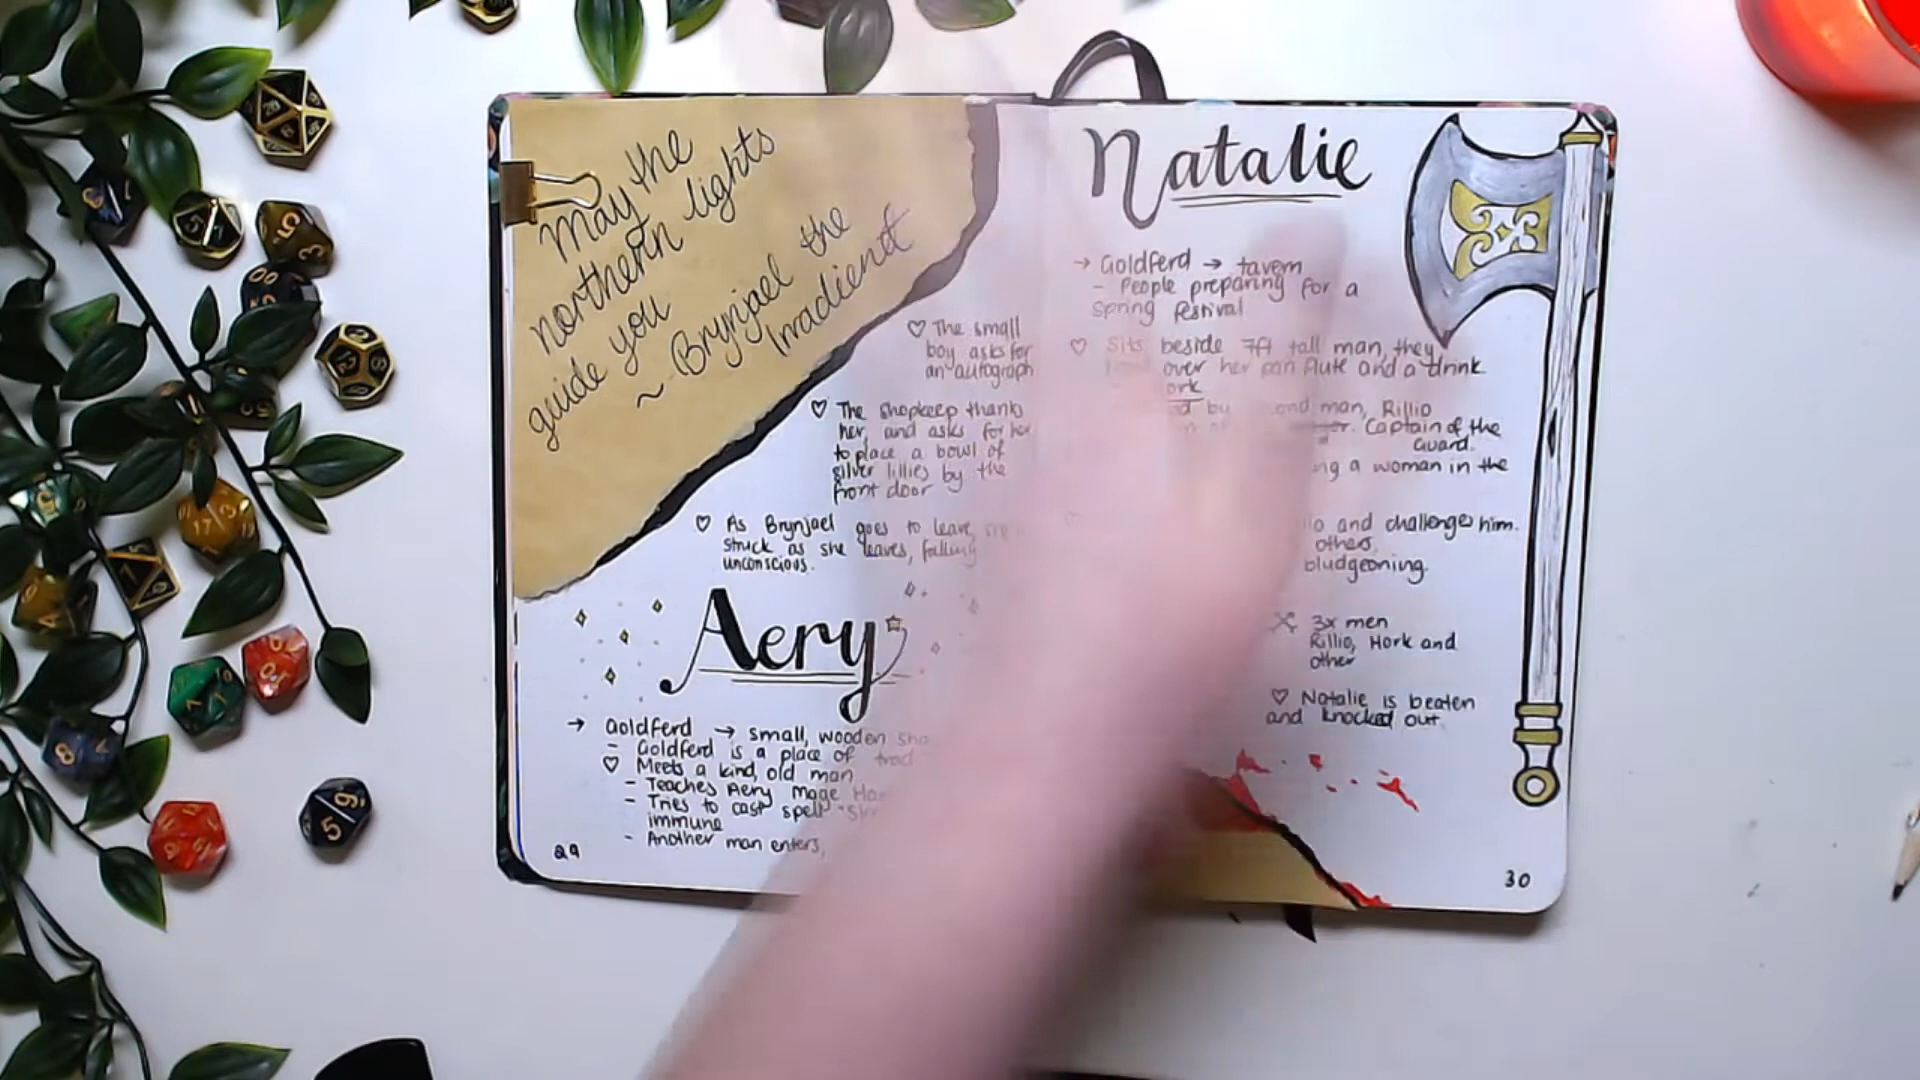 May the
northern lights
guide you
~ Brynjael the
Irradient
♡ The small
boy asks for
an autograph
♡ The shopkeep thanks
her, and asks for her
to place a bowl of
silver lillies by the
front door
♡ As Brynjael goes to leave,
struck as she leaves, falling
unconscious.
Aery
→ Goldferd → small, wooden
- Goldferd is a place of
♡ Meets a kind, old man
- Teaches Aery Mage
- Tries to cast spell
immune
- Another man enters,
29
Natalie
→ Goldferd → tavern
- People preparing for a
Spring festival
♡ Sits beside 7ft tall man, they
over her pan flute and a drink
by man, Rillio
Captain of the
Guard.
a woman in the
and challenges him.
others.
bludgeoning.
3x men
Rillio, Hork and
other
♡ Natalie is beaten
and knocked out.
30